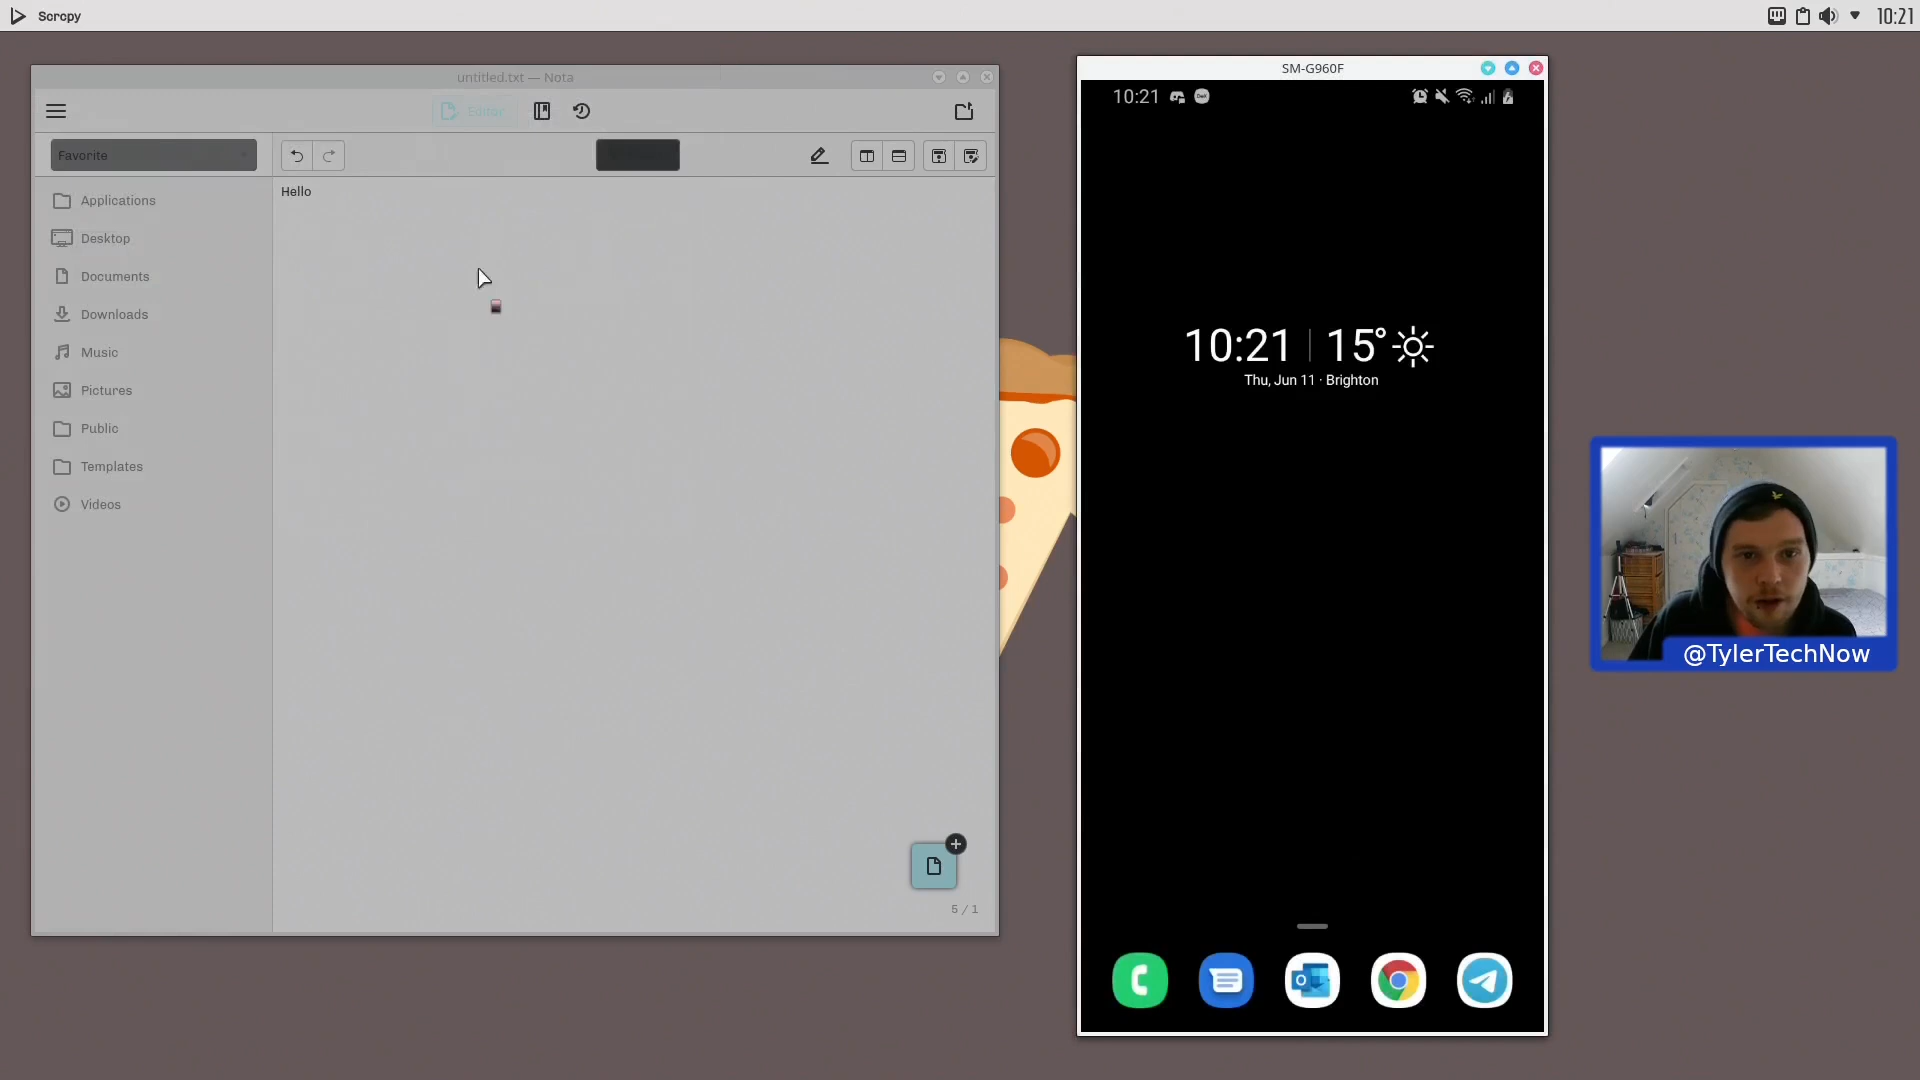 Scrcpy
10:21
untitled.txt — Nota
Editor
Favorite
Applications
Desktop
Documents
Downloads
Music
Pictures
Public
Templates
Videos
Hello
5 / 1
SM-G960F
10:21
10:21 | 15°
Thu, Jun 11 · Brighton
@TylerTechNow